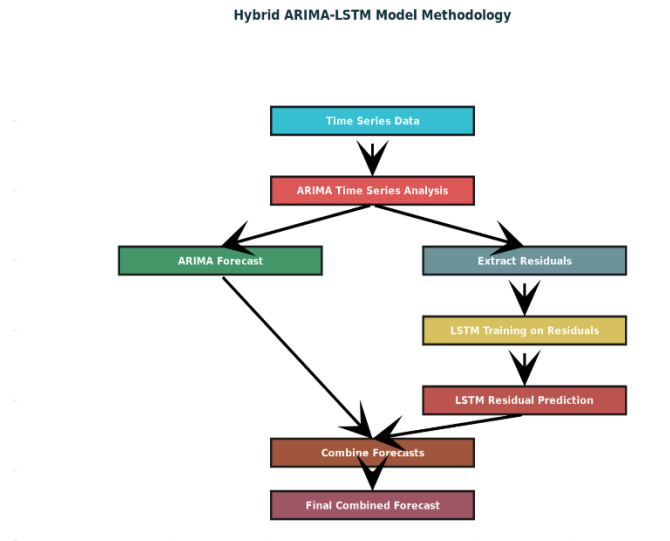 Hybrid ARIMA-LSTM Model Methodology
Time Series Data
ARIMA Time Series Analysis
ARIMA Forecast
Extract Residuals
LSTM Training on Residuals
LSTM Residual Prediction
Combine Forecasts
Final Combined Forecast